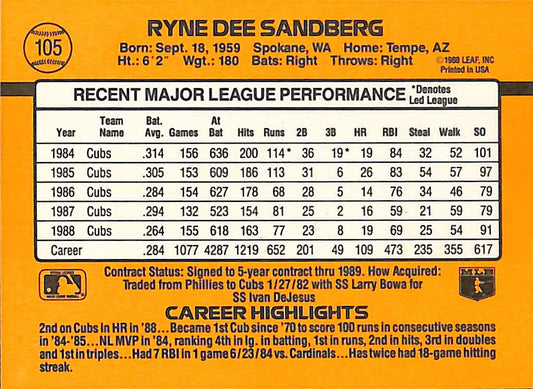 105
RYNE DEE SANDBERG
Born: Sept. 18, 1959 Spokane, WA Home: Tempe, AZ
Ht.: 6'2" Wgt.: 180 Bats: Right Throws: Right
©1988 LEAF, INC.
Printed in USA
RECENT MAJOR LEAGUE PERFORMANCE *Denotes Led League
Year Team Name Bat. Avg. Games At Bat Hits Runs 2B 3B HR RBI Steal Walk SO
1984 Cubs .314 156 636 200 114* 36 19* 19 84 32 52 101
1985 Cubs .305 153 609 186 113 31 6 26 83 54 57 97
1986 Cubs .284 154 627 178 68 28 5 14 76 34 46 79
1987 Cubs .294 132 523 154 81 25 2 16 59 21 59 79
1988 Cubs .264 155 618 163 77 23 8 19 69 25 54 91
Career .284 1077 4287 1219 652 201 49 109 473 235 355 617
Contract Status: Signed to 5-year contract thru 1989. How Acquired:
Traded from Phillies to Cubs 1/27/82 with SS Larry Bowa for
SS Ivan DeJesus
MLB
CAREER HIGHLIGHTS
2nd on Cubs in HR in '88...Became 1st Cub since '70 to score 100 runs in consecutive seasons
in '84-'85...NL MVP in '84, ranking 4th in lg. in batting, 1st in runs, 2nd in hits, 3rd in doubles
and 1st in triples...Had 7 RBI in 1 game 6/23/84 vs. Cardinals...Has twice had 18-game hitting
streak.